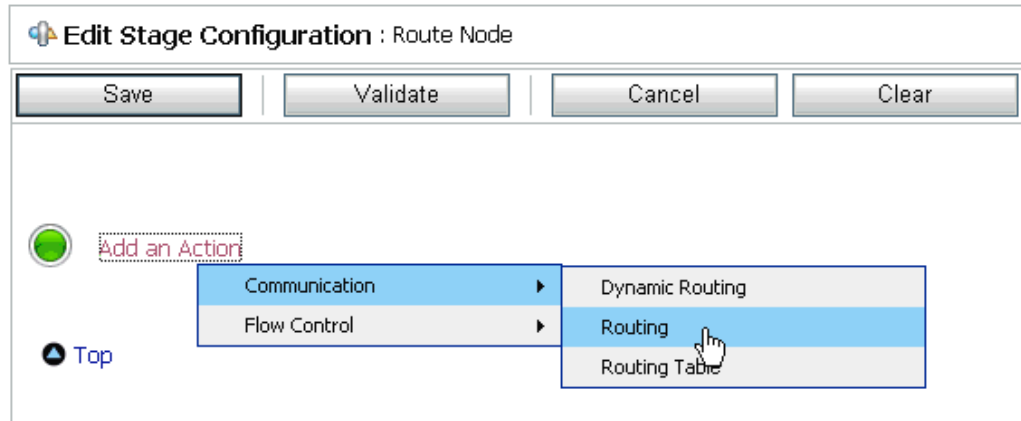 Edit Stage Configuration : Route Node
Save Validate Cancel Clear
Add an Action
Communication Dynamic Routing
Flow Control Routing
Top Routing Table